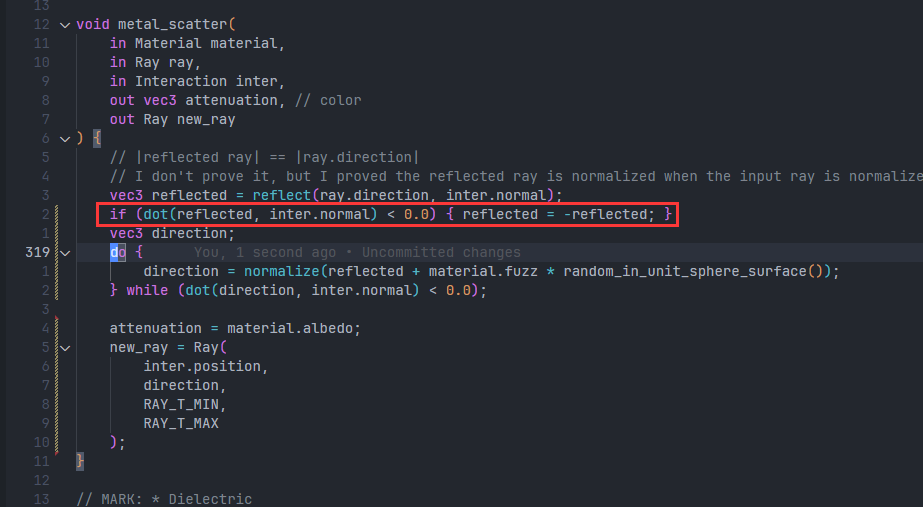 13
12 void metal_scatter(
11     in Material material,
10     in Ray ray,
9     in Interaction inter,
8     out vec3 attenuation, // color
7     out Ray new_ray
6 ) {
5     // |reflected ray| == |ray.direction|
4     // I don't prove it, but I proved the reflected ray is normalized when the input ray is normalize
3     vec3 reflected = reflect(ray.direction, inter.normal);
2     if (dot(reflected, inter.normal) < 0.0) { reflected = -reflected; }
1     vec3 direction;
319     do {     You, 1 second ago • Uncommitted changes
1         direction = normalize(reflected + material.fuzz * random_in_unit_sphere_surface());
2     } while (dot(direction, inter.normal) < 0.0);
3
4     attenuation = material.albedo;
5     new_ray = Ray(
6         inter.position,
7         direction,
8         RAY_T_MIN,
9         RAY_T_MAX
10     );
11 }
12
13 // MARK: * Dielectric